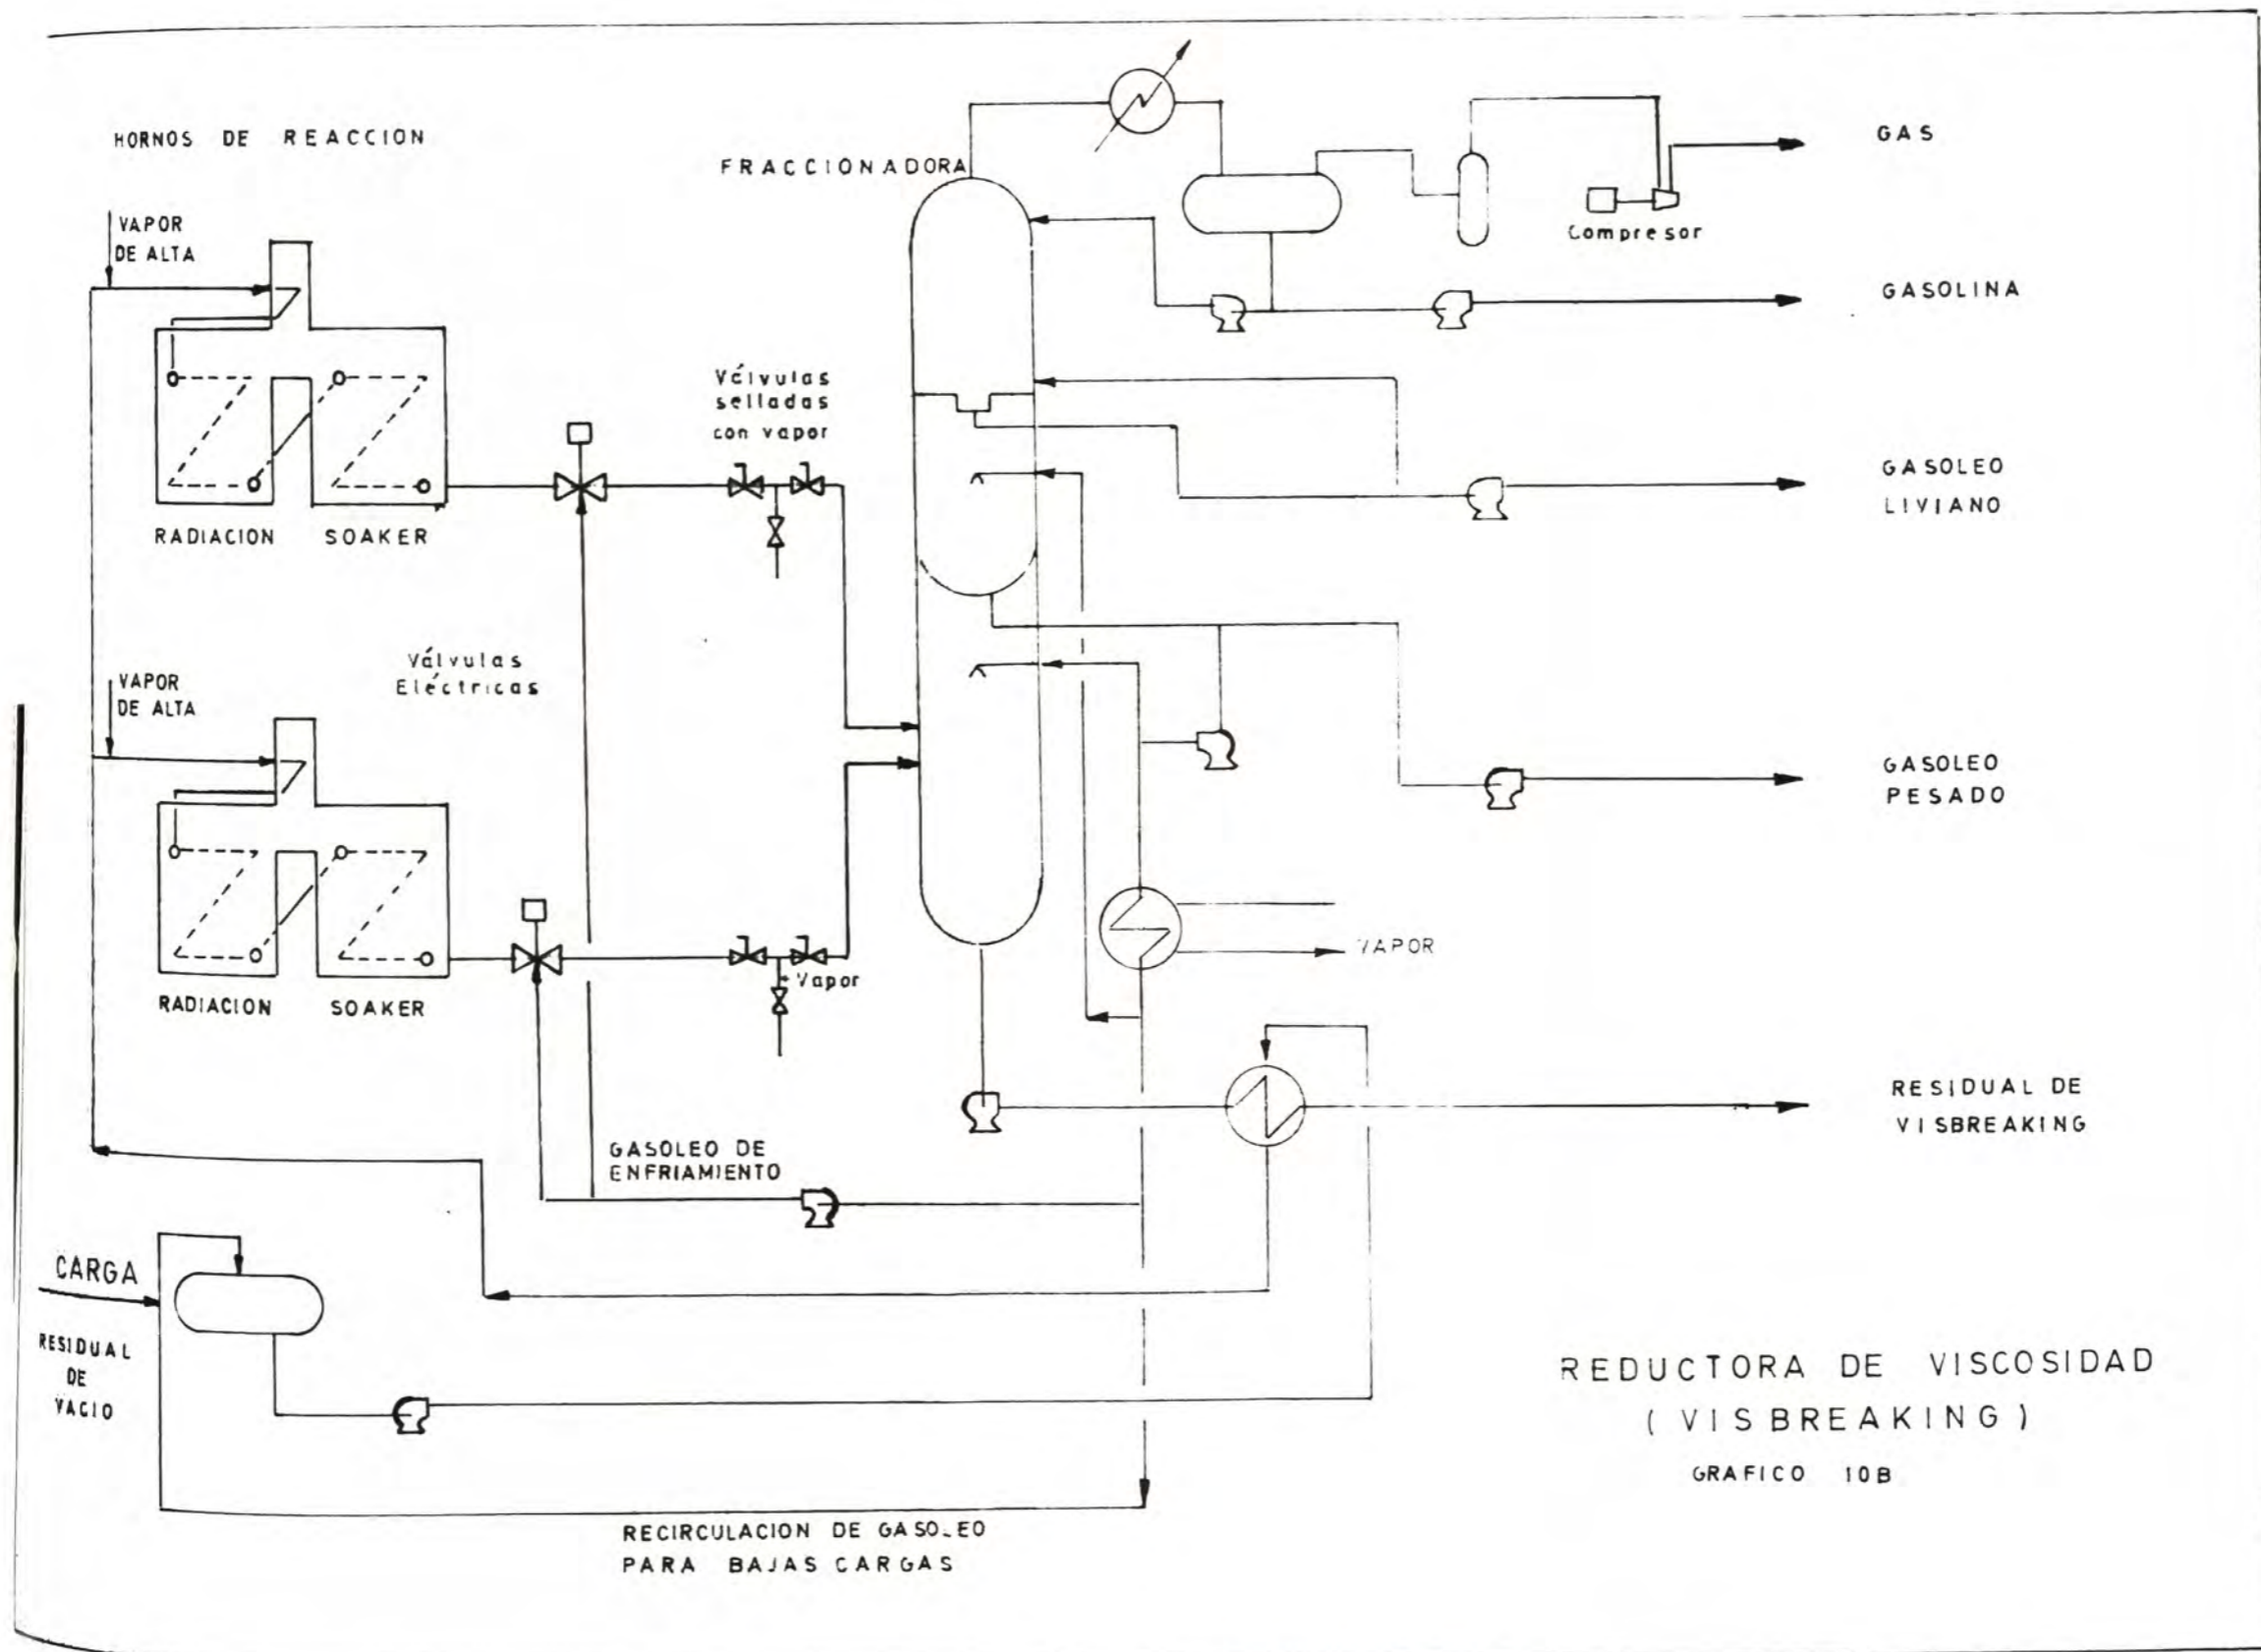 HORNOS DE REACCION
VAPOR
DE ALTA
RADIACION
SOAKER
VAPOR
DE ALTA
RADIACION
SOAKER
Válvulas
Eléctricas
Válvulas
selladas
con vapor
Vapor
FRACCIONADORA
Compresor
GAS
GASOLINA
GASOLEO
LIVIANO
GASOLEO
PESADO
VAPOR
RESIDUAL DE
VISBREAKING
GASOLEO DE
ENFRIAMIENTO
CARGA
RESIDUAL
DE
VACIO
RECIRCULACION DE GASOLEO
PARA BAJAS CARGAS
REDUCTORA DE VISCOSIDAD
( VISBREAKING )
GRAFICO 10B